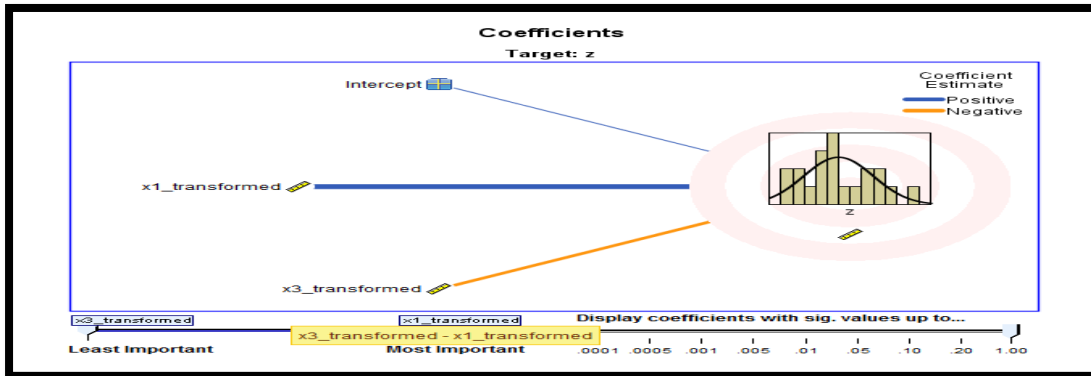 Coefficients
Target: z
Intercept
Coefficient
Estimate
Positive
Negative
x1_transformed
z
x3_transformed
x3_transformed x1_transformed Display coefficients with sig. values up to...
x3_transformed - x1_transformed
Least Important Most Important .0001 .0005 .001 .005 .01 .05 .10 .20 1.00